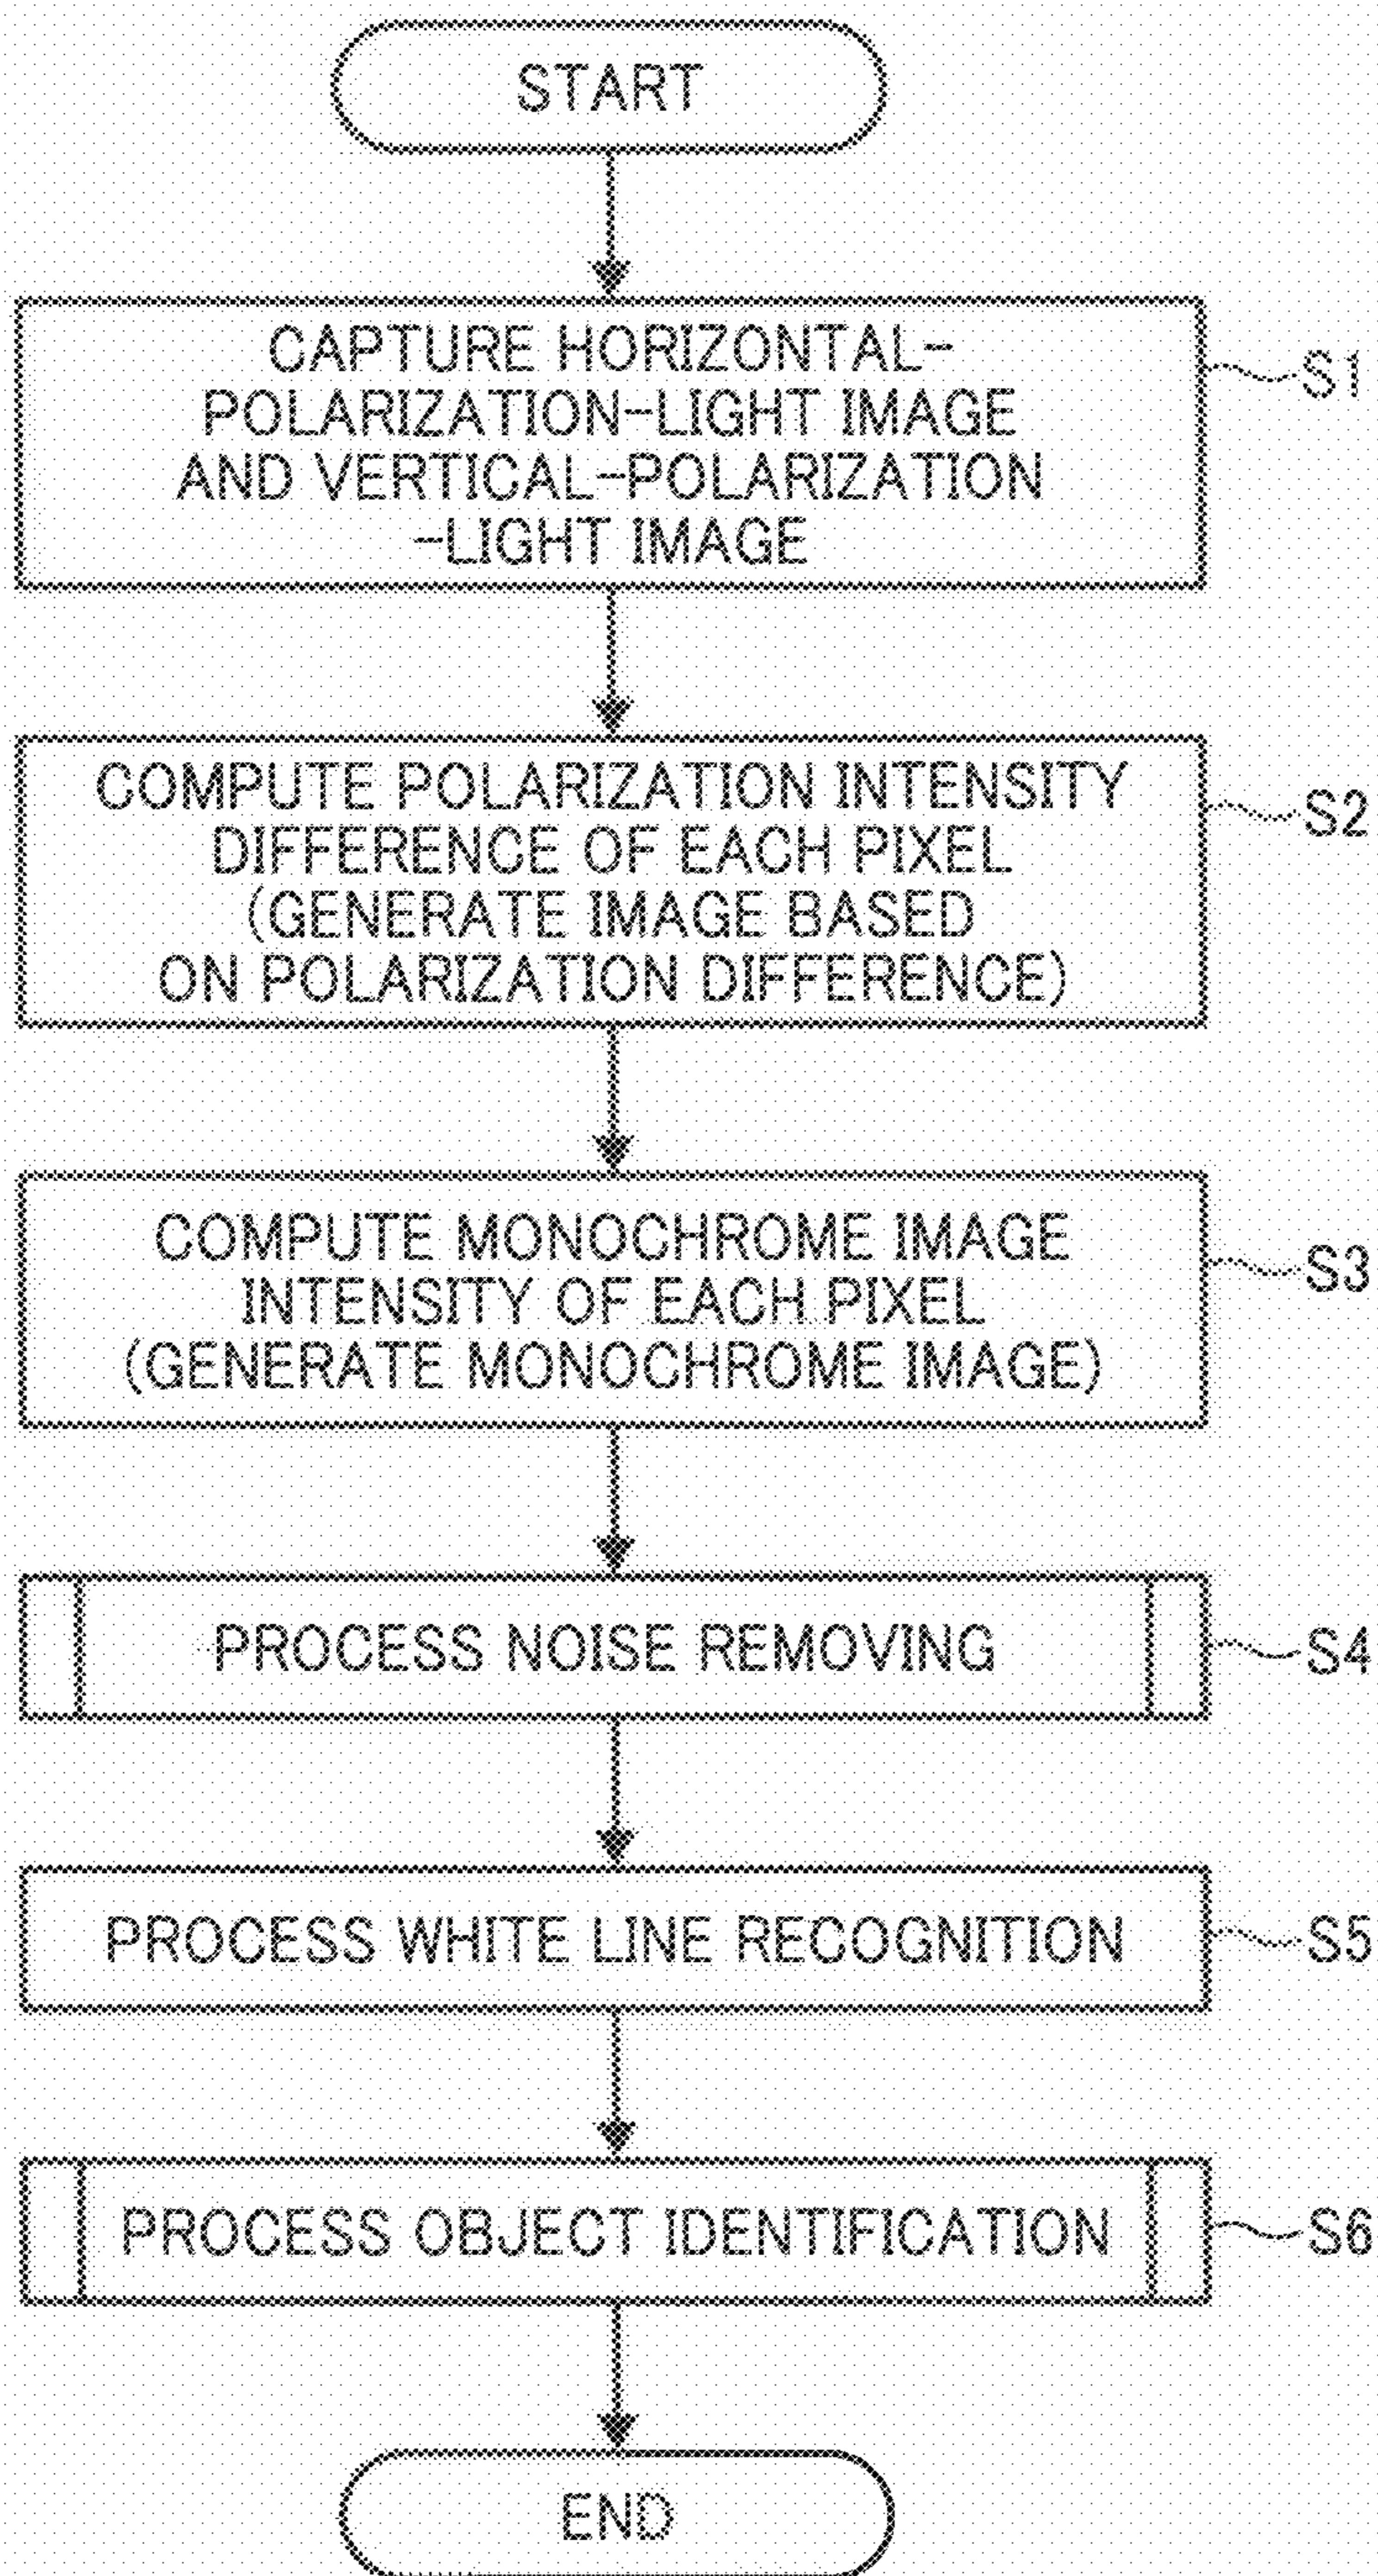 START
CAPTURE HORIZONTAL-
POLARIZATION-LIGHT IMAGE
AND VERTICAL-POLARIZATION
-LIGHT IMAGE
S1
COMPUTE POLARIZATION INTENSITY
DIFFERENCE OF EACH PIXEL
(GENERATE IMAGE BASED
ON POLARIZATION DIFFERENCE)
S2
COMPUTE MONOCHROME IMAGE
INTENSITY OF EACH PIXEL
(GENERATE MONOCHROME IMAGE)
S3
PROCESS NOISE REMOVING
S4
PROCESS WHITE LINE RECOGNITION
S5
PROCESS OBJECT IDENTIFICATION
S6
END